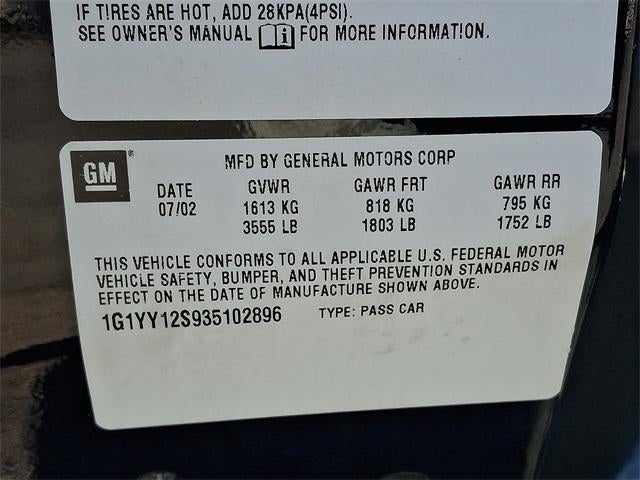 IF TIRES ARE HOT, ADD 28KPA(4PSI).
SEE OWNER'S MANUAL i FOR MORE INFORMATION.
GM ®
MFD BY GENERAL MOTORS CORP
DATE GVWR GAWR FRT GAWR RR
07/02 1613 KG 818 KG 795 KG
3555 LB 1803 LB 1752 LB
THIS VEHICLE CONFORMS TO ALL APPLICABLE U.S. FEDERAL MOTOR
VEHICLE SAFETY, BUMPER, AND THEFT PREVENTION STANDARDS IN
EFFECT ON THE DATE OF MANUFACTURE SHOWN ABOVE.
1G1YY12S935102896 TYPE: PASS CAR